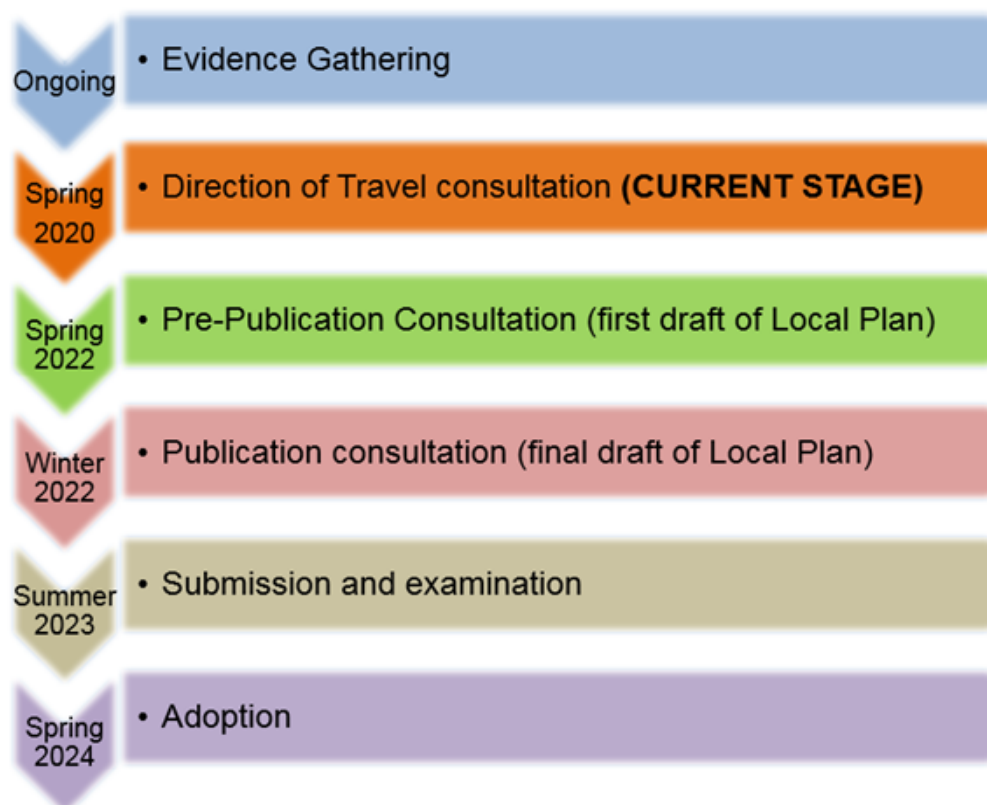 Ongoing
• Evidence Gathering
Spring
2020
• Direction of Travel consultation (CURRENT STAGE)
Spring
2022
• Pre-Publication Consultation (first draft of Local Plan)
Winter
2022
• Publication consultation (final draft of Local Plan)
Summer
2023
• Submission and examination
Spring
2024
• Adoption